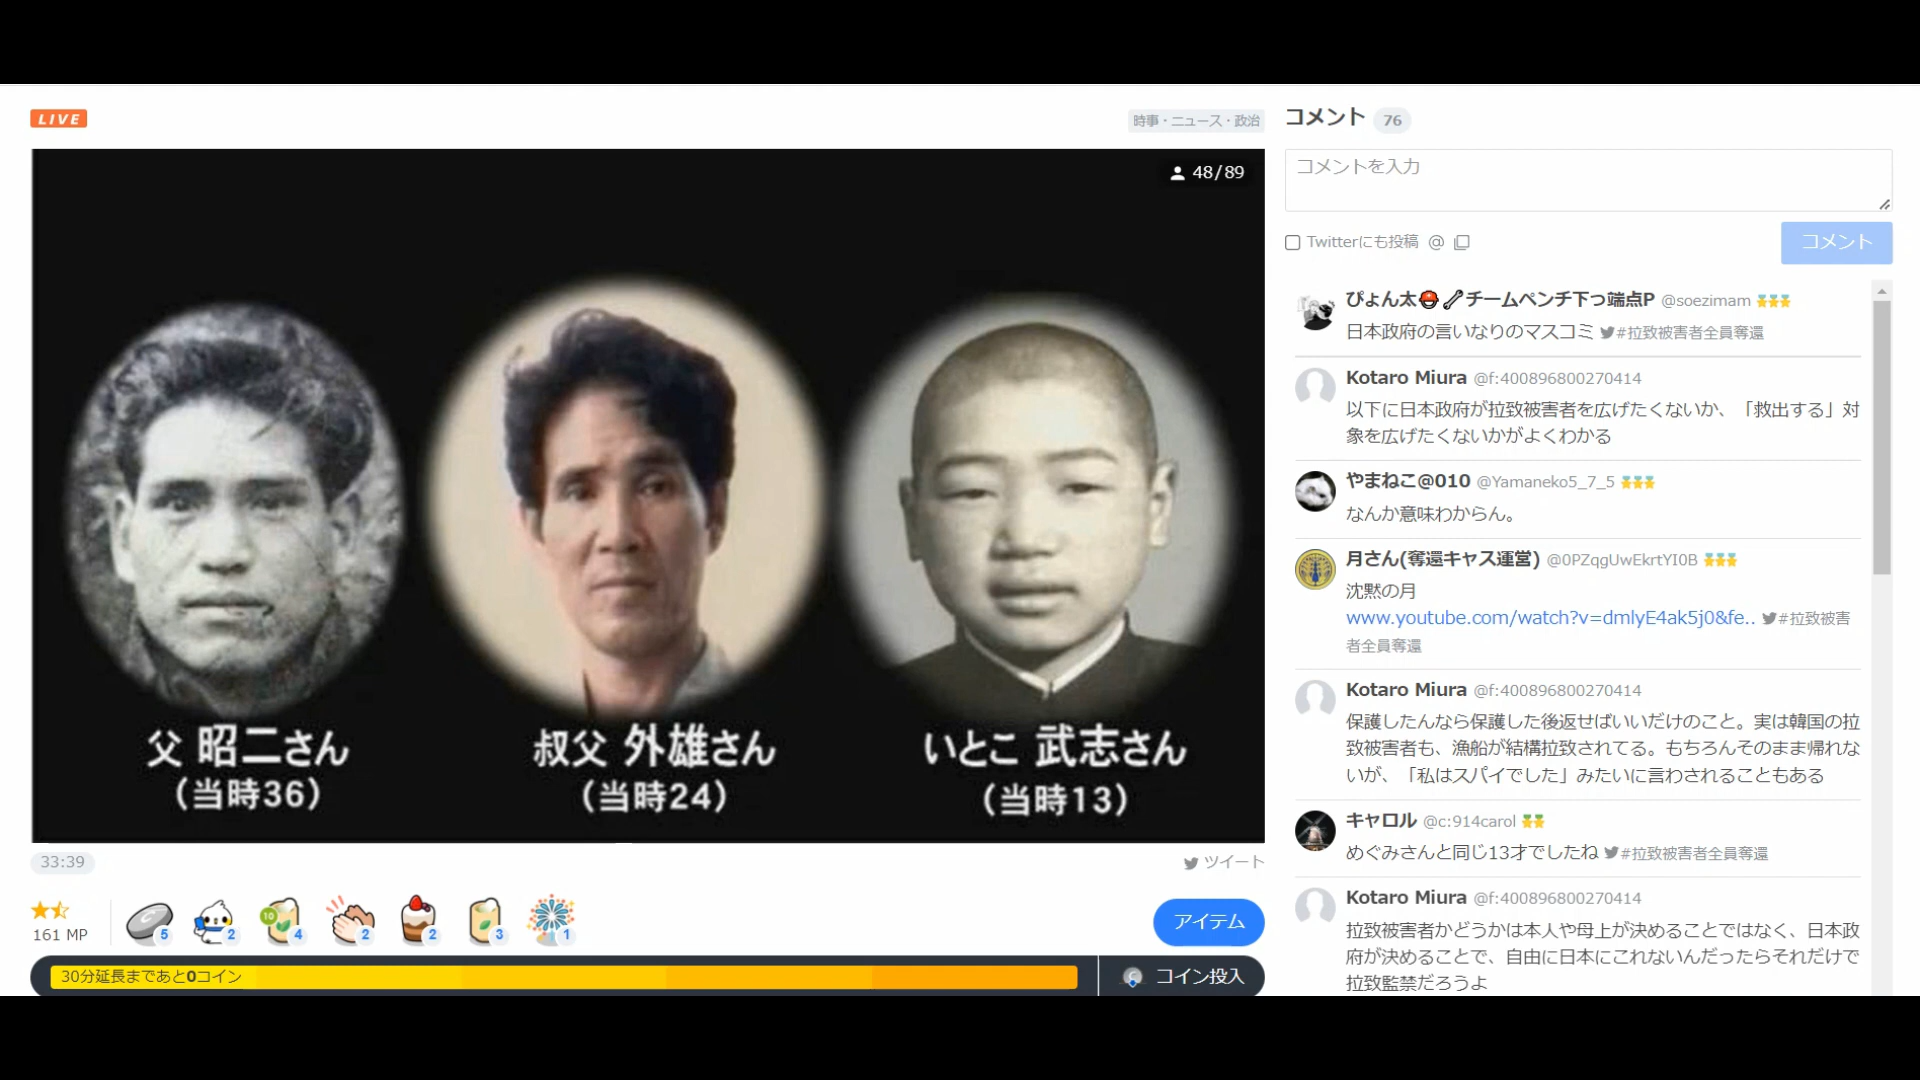 LIVE
時事・ニュース・政治
48/89
父 昭二さん
(当時36)
叔父 外雄さん
(当時24)
いとこ 武志さん
(当時13)
33:39
ツイート
161 MP
5
2
10
4
2
2
3
1
アイテム
30分延長まであと0コイン
コイン投入
コメント 76
コメントを入力
Twitterにも投稿 @
コメント
ぴょん太⛑🦴チームペンチ下っ端点P @soezimam
日本政府の言いなりのマスコミ #拉致被害者全員奪還
Kotaro Miura @f:400896800270414
以下に日本政府が拉致被害者を広げたくないか、「救出する」対
象を広げたくないかがよくわかる
やまねこ@010 @Yamaneko5_7_5
なんか意味わからん。
月さん(奪還キャス運営) @0PZqgUwEkrtYI0B
沈黙の月
www.youtube.com/watch?v=dmlyE4ak5j0&fe.. #拉致被害
者全員奪還
Kotaro Miura @f:400896800270414
保護したんなら保護した後返せばいいだけのこと。実は韓国の拉
致被害者も、漁船が結構拉致されてる。もちろんそのまま帰れな
いが、「私はスパイでした」みたいに言わされることもある
キャロル @c:914carol
めぐみさんと同じ13才でしたね #拉致被害者全員奪還
Kotaro Miura @f:400896800270414
拉致被害者かどうかは本人や母上が決めることではなく、日本政
府が決めることで、自由に日本にこれないんだったらそれだけで
拉致監禁だろうよ